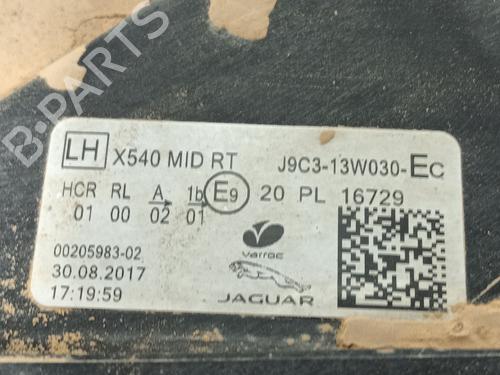 B-PARTS
LH X540 MID RT J9C3-13W030-EC
HCR RL A 1b E9 20 PL 16729
01 00 02 01
00205983-02
30.08.2017
17:19:59
Varroc
JAGUAR